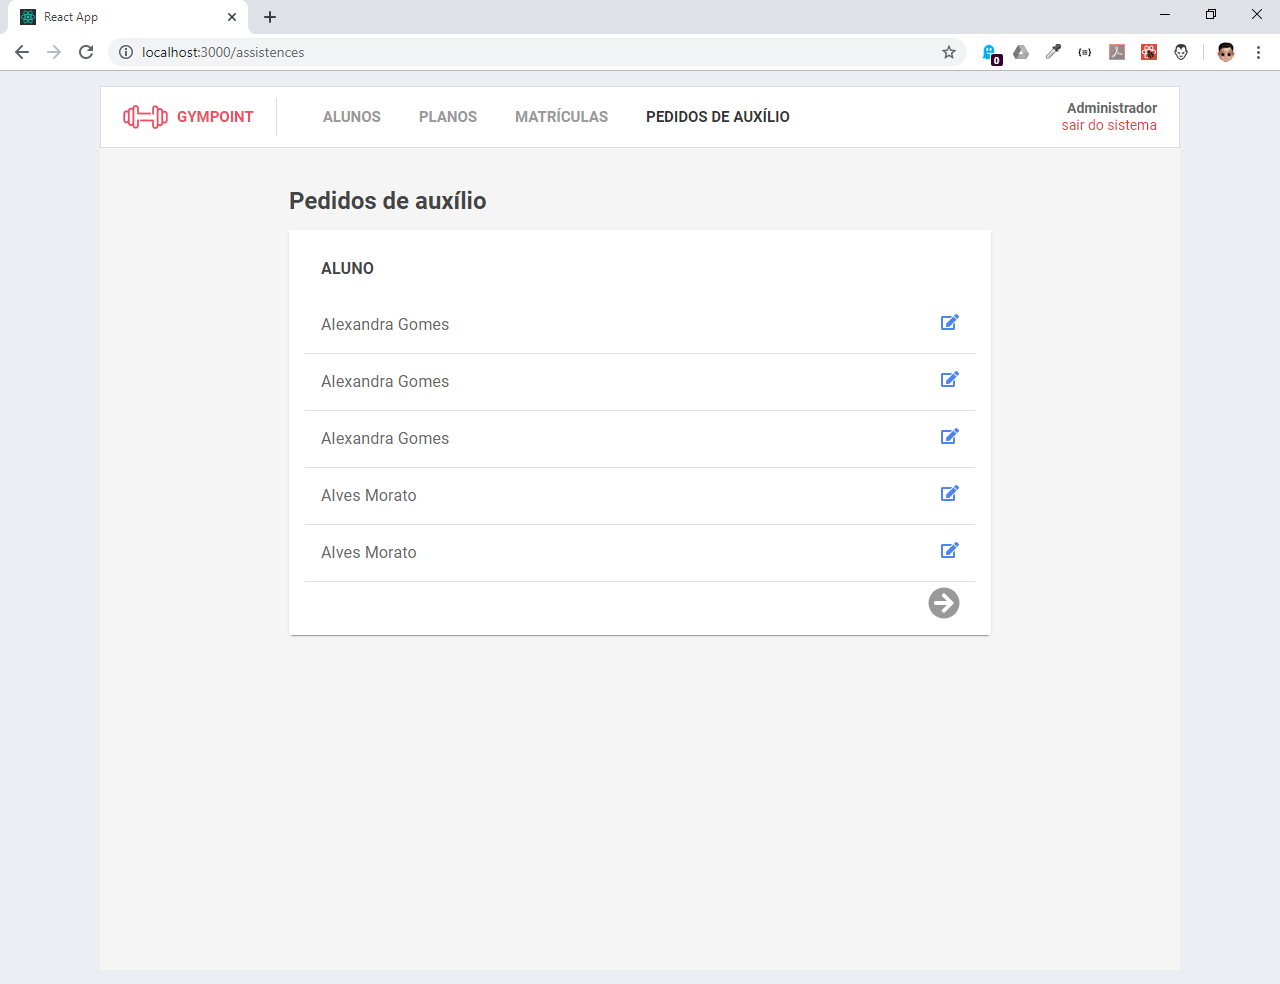 React App
localhost:3000/assistences
0
GYMPOINT
ALUNOS
PLANOS
MATRÍCULAS
PEDIDOS DE AUXÍLIO
Administrador
sair do sistema
Pedidos de auxílio
ALUNO
Alexandra Gomes
Alexandra Gomes
Alexandra Gomes
Alves Morato
Alves Morato